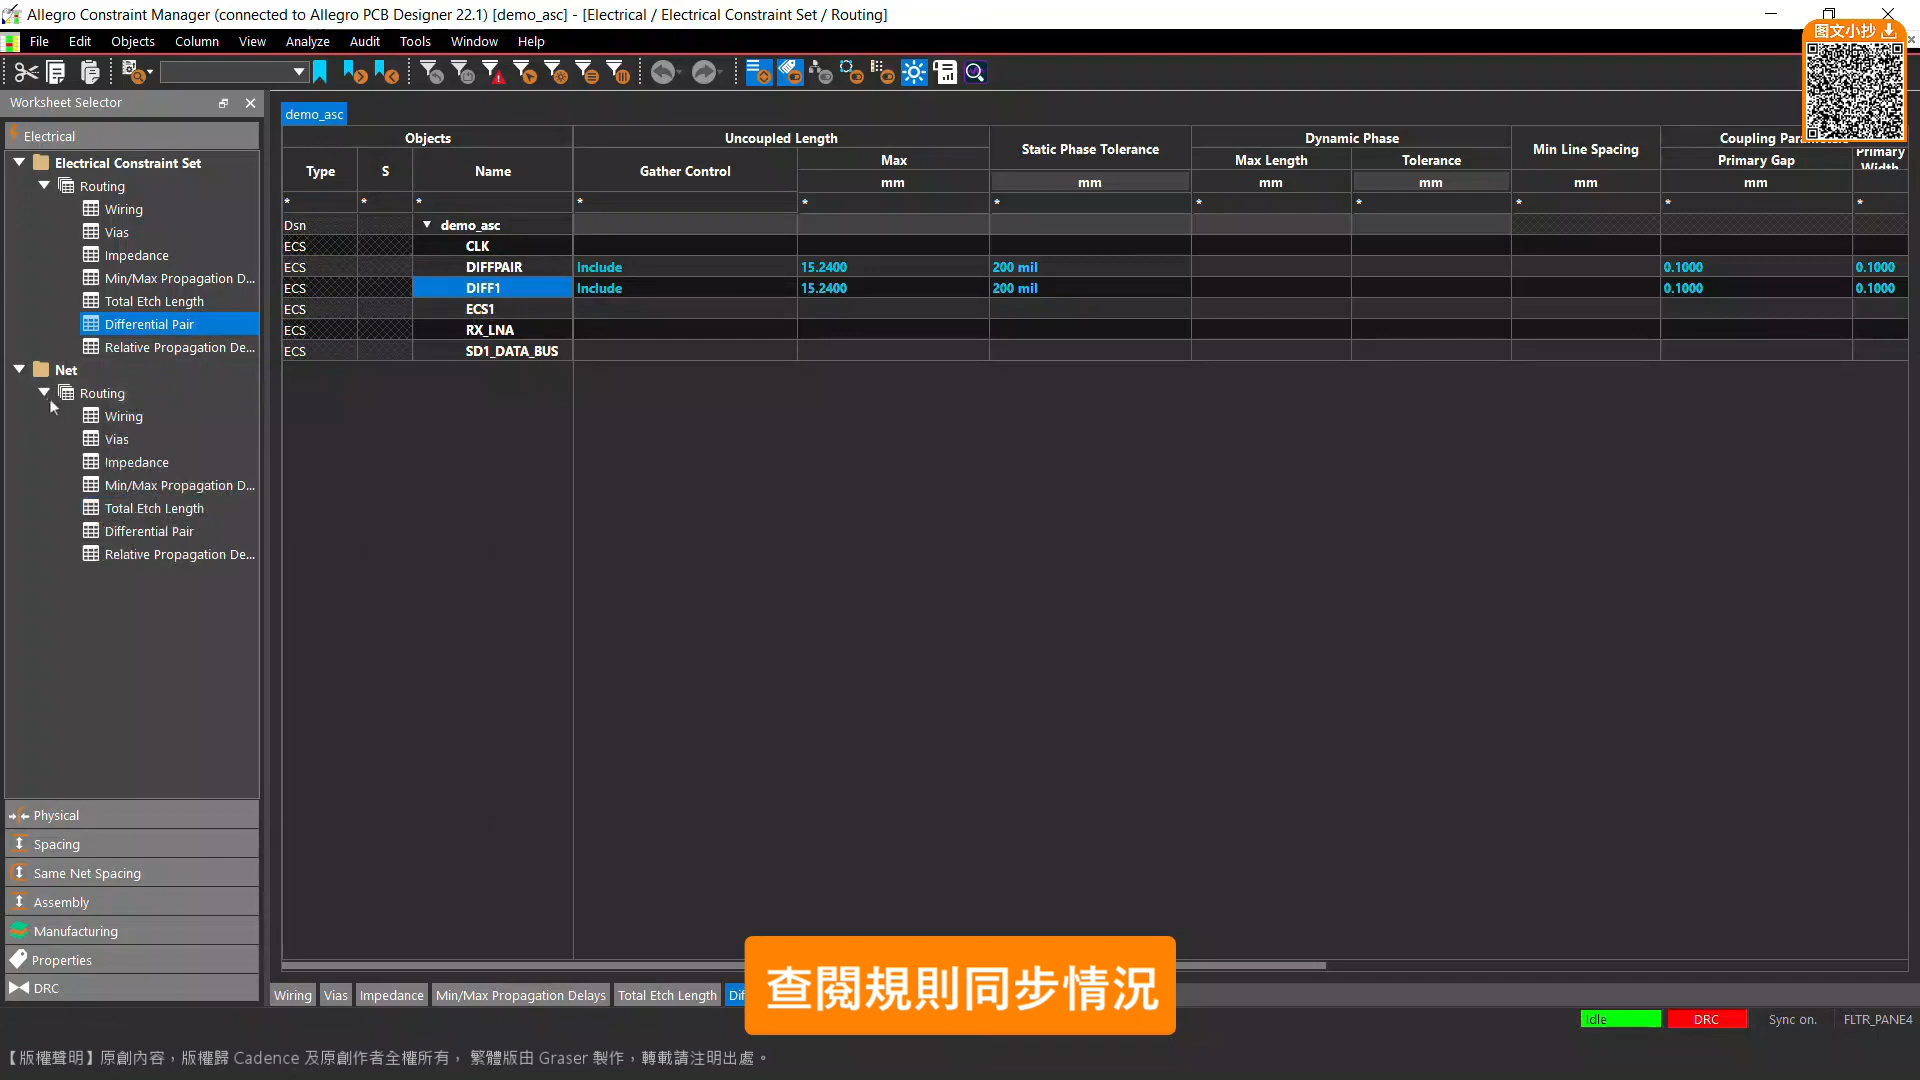 Allegro Constraint Manager (connected to Allegro PCB Designer 22.1) [demo_asc] - [Electrical / Electrical Constraint Set / Routing]
File Edit Objects Column View Analyze Audit Tools Window Help
图文小抄
Worksheet Selector
Electrical
Electrical Constraint Set
Routing
Wiring
Vias
Impedance
Min/Max Propagation D...
Total Etch Length
Differential Pair
Relative Propagation De...
Net
Routing
Wiring
Vias
Impedance
Min/Max Propagation D...
Total Etch Length
Differential Pair
Relative Propagation De...
Physical
Spacing
Same Net Spacing
Assembly
Manufacturing
Properties
DRC
demo_asc
Objects Uncoupled Length Static Phase Tolerance Dynamic Phase Min Line Spacing
Type S Name Gather Control Max Max Length Tolerance Primary Gap Primary
mm mm mm mm mm mm
* * * * * * * * * * *
Dsn demo_asc
ECS CLK
ECS DIFFPAIR Include 15.2400 200 mil 0.1000 0.1000
ECS DIFF1 Include 15.2400 200 mil 0.1000 0.1000
ECS ECS1
ECS RX_LNA
ECS SD1_DATA_BUS
Wiring Vias Impedance Min/Max Propagation Delays Total Etch Length Dif
查閱規則同步情況
Idle DRC Sync on. FLTR_PANE4
【版權聲明】原創內容，版權歸 Cadence 及原創作者全權所有， 繁體版由 Graser 製作，轉載請注明出處。